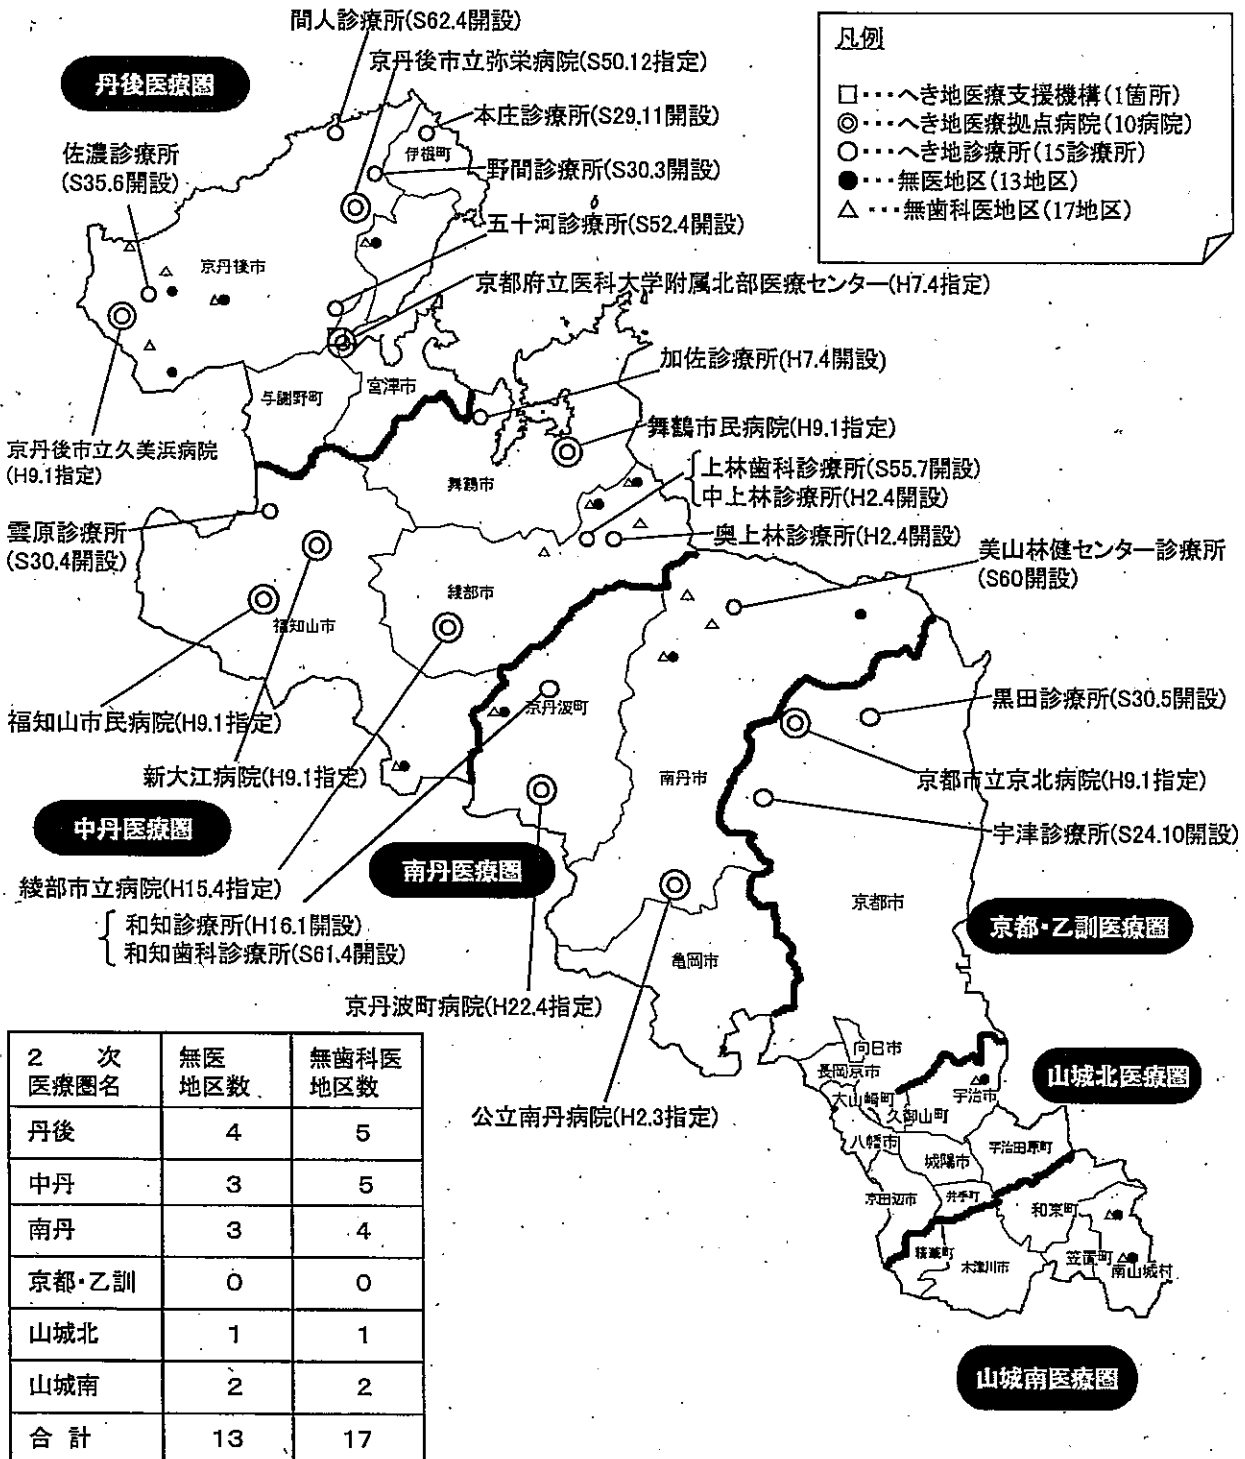 間人診療所(S62.4開設)
京丹後市立弥栄病院(S50.12指定)
丹後医療圏
本庄診療所(S29.11開設)
伊根町
佐濃診療所
(S35.6開設)
野間診療所(S30.3開設)
五十河診療所(S52.4開設)
京丹後市
京都府立医科大学附属北部医療センター(H7.4指定)
凡例
□・・・へき地医療支援機構(1箇所)
◎・・・へき地医療拠点病院(10病院)
○・・・へき地診療所(15診療所)
●・・・無医地区(13地区)
△・・・無歯科医地区(17地区)
加佐診療所(H7.4開設)
宮津市
与謝野町
舞鶴市民病院(H9.1指定)
京丹後市立久美浜病院
(H9.1指定)
舞鶴市
上林歯科診療所(S55.7開設)
中上林診療所(H2.4開設)
雲原診療所
(S30.4開設)
奥上林診療所(H2.4開設)
美山林健センター診療所
(S60開設)
綾部市
福知山市
福知山市民病院(H9.1指定)
京丹波町
黒田診療所(S30.5開設)
新大江病院(H9.1指定)
南丹市
京都市立京北病院(H9.1指定)
中丹医療圏
宇津診療所(S24.10開設)
南丹医療圏
綾部市立病院(H15.4指定)
京都市
和知診療所(H16.1開設)
和知歯科診療所(S61.4開設)
京都・乙訓医療圏
亀岡市
京丹波町病院(H22.4指定)
向日市
長岡京市
山城北医療圏
大山崎町
宇治市
久御山町
公立南丹病院(H2.3指定)
八幡市
城陽市
宇治田原町
京田辺市
井手町
和束町
精華町
木津川市
笠置町
南山城村
山城南医療圏
2 次
医療圏名 無医
地区数 無歯科医
地区数
丹後 4 5
中丹 3 5
南丹 3 4
京都・乙訓 0 0
山城北 1 1
山城南 2 2
合 計 13 17